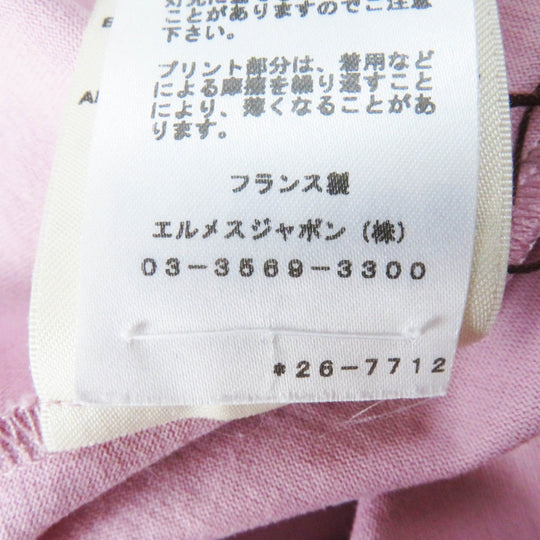 ことがありますのでご注意
下さい。
プリント部分は、着用など
による摩擦を繰り返すこと
により、薄くなることがあ
ります。
フランス製
エルメスジャポン（株）
03-3569-3300
*26-7712